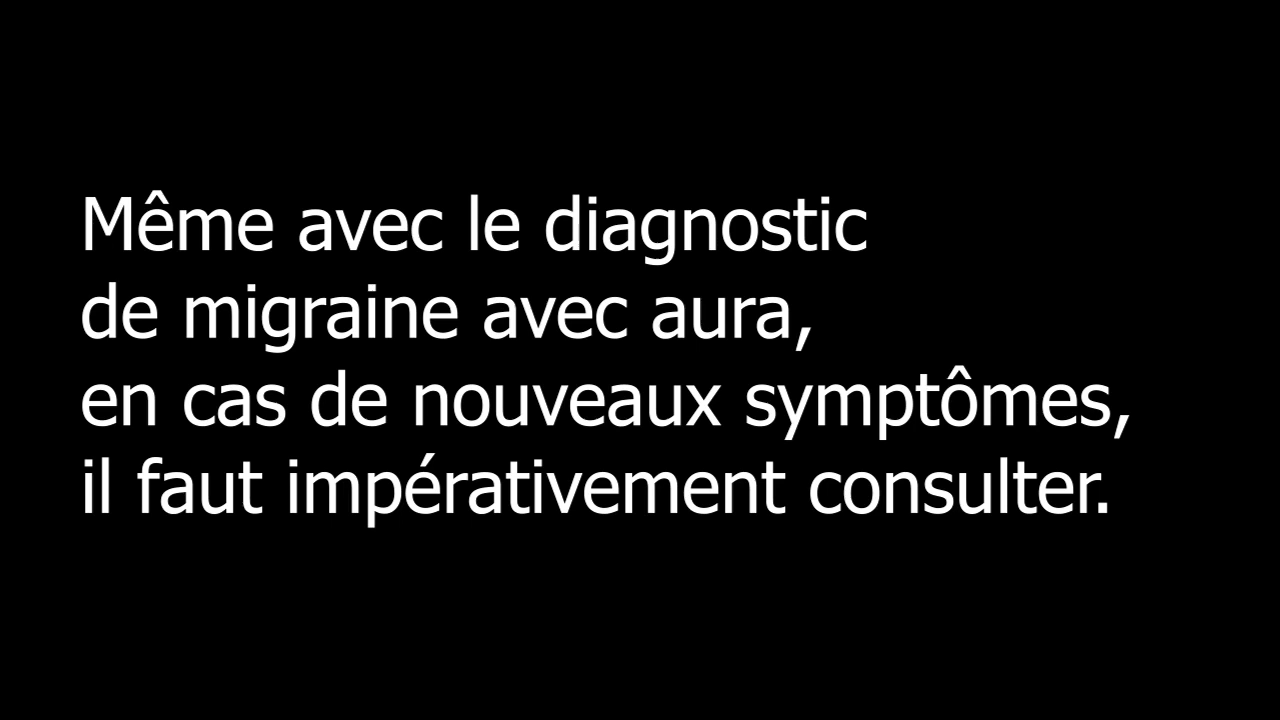 Même avec le diagnostic
de migraine avec aura,
en cas de nouveaux symptômes,
il faut impérativement consulter.